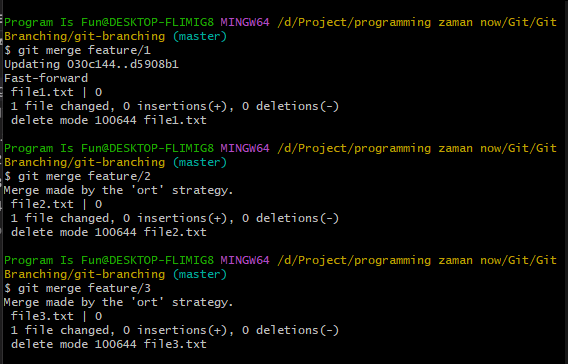 Program Is Fun@DESKTOP-FLIMIG8 MINGW64 /d/Project/programming zaman now/Git/Git
Branching/git-branching (master)
$ git merge feature/1
Updating 030c144..d5908b1
Fast-forward
 file1.txt | 0
 1 file changed, 0 insertions(+), 0 deletions(-)
 delete mode 100644 file1.txt
Program Is Fun@DESKTOP-FLIMIG8 MINGW64 /d/Project/programming zaman now/Git/Git
Branching/git-branching (master)
$ git merge feature/2
Merge made by the 'ort' strategy.
 file2.txt | 0
 1 file changed, 0 insertions(+), 0 deletions(-)
 delete mode 100644 file2.txt
Program Is Fun@DESKTOP-FLIMIG8 MINGW64 /d/Project/programming zaman now/Git/Git
Branching/git-branching (master)
$ git merge feature/3
Merge made by the 'ort' strategy.
 file3.txt | 0
 1 file changed, 0 insertions(+), 0 deletions(-)
 delete mode 100644 file3.txt